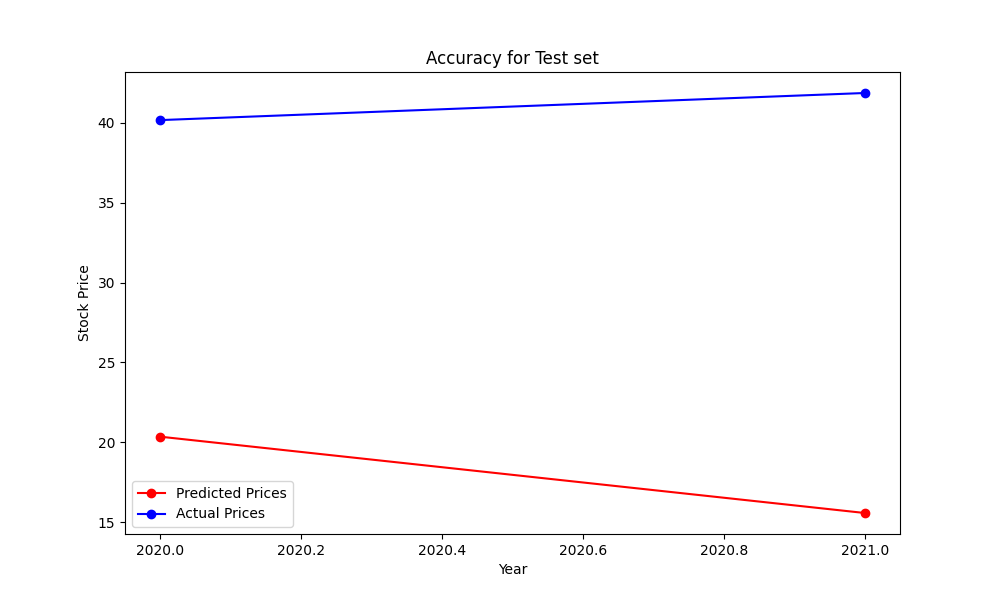 Accuracy for Test set
Stock Price
40
35
30
25
20
15
Predicted Prices
Actual Prices
2020.0 2020.2 2020.4 2020.6 2020.8 2021.0
Year